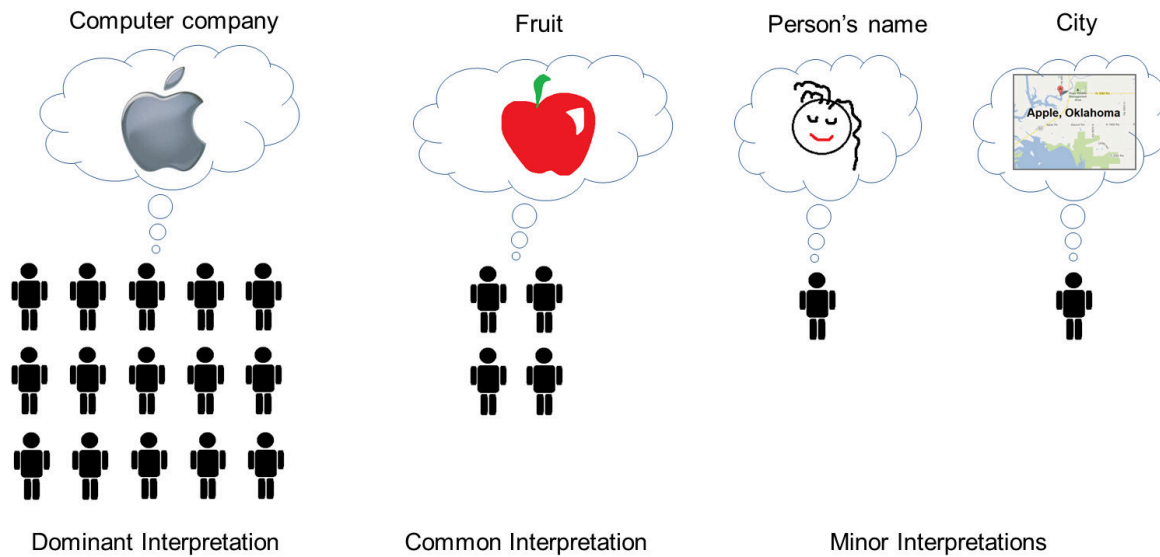 Computer company
Fruit
Person's name
City
Apple, Oklahoma
Dominant Interpretation
Common Interpretation
Minor Interpretations